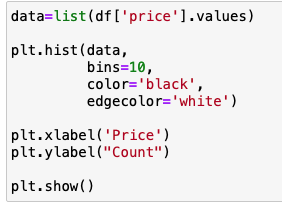 data=list(df['price'].values)
plt.hist(data,
bins=10,
color='black',
edgecolor='white')
plt.xlabel('Price')
plt.ylabel("Count")
plt.show()